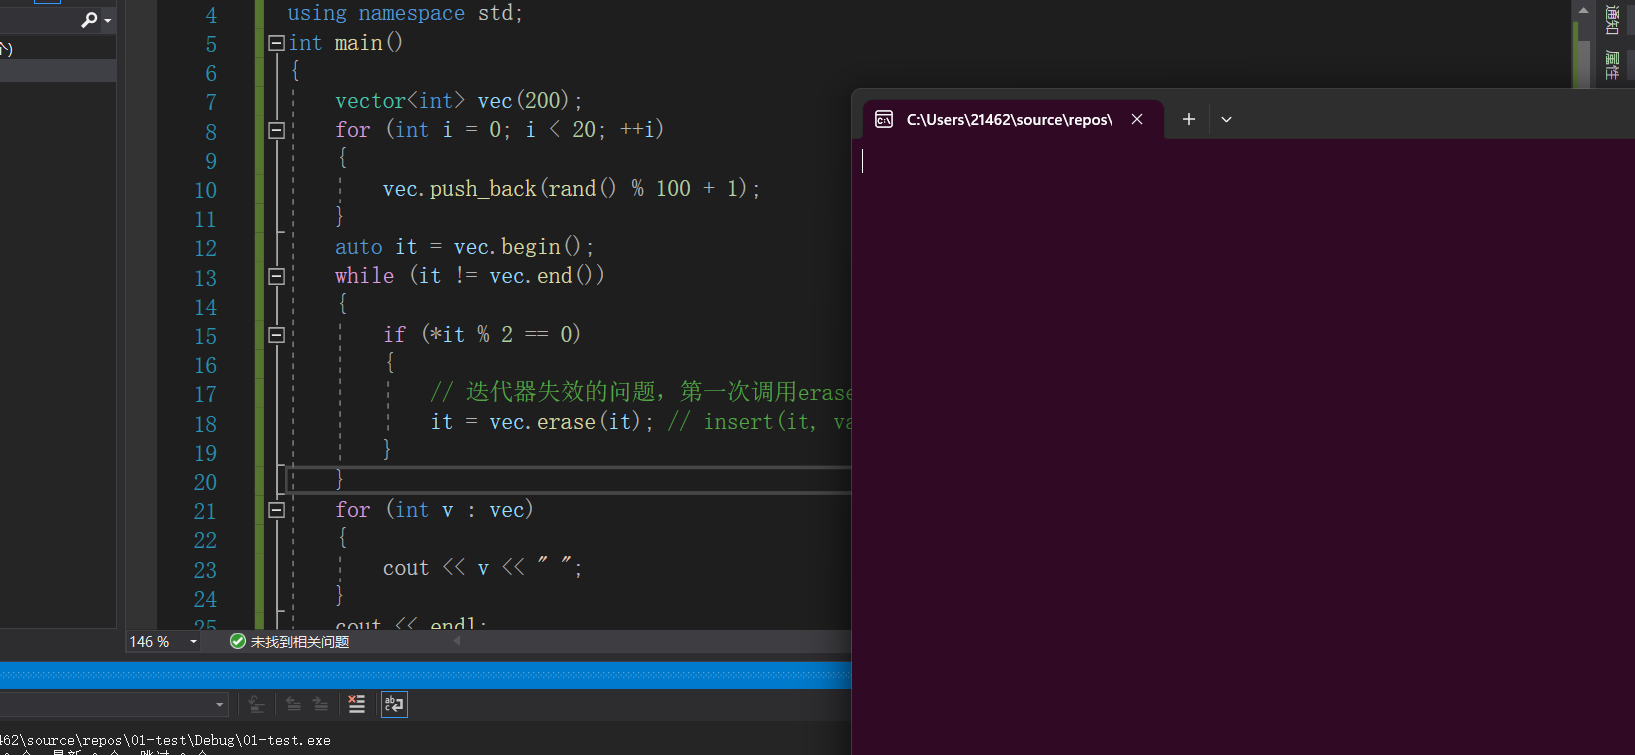 个)
4 using namespace std;
5 int main()
6 {
7 vector<int> vec(200);
8 for (int i = 0; i < 20; ++i)
9 {
10 vec.push_back(rand() % 100 + 1);
11 }
12 auto it = vec.begin();
13 while (it != vec.end())
14 {
15 if (*it % 2 == 0)
16 {
17 // 迭代器失效的问题，第一次调用erase
18 it = vec.erase(it); // insert(it, va
19 }
20 }
21 for (int v : vec)
22 {
23 cout << v << " ";
24 }
25 cout << endl;
通知
属性
C:\Users\21462\source\repos\
146 %
未找到相关问题
462\source\repos\01-test\Debug\01-test.exe